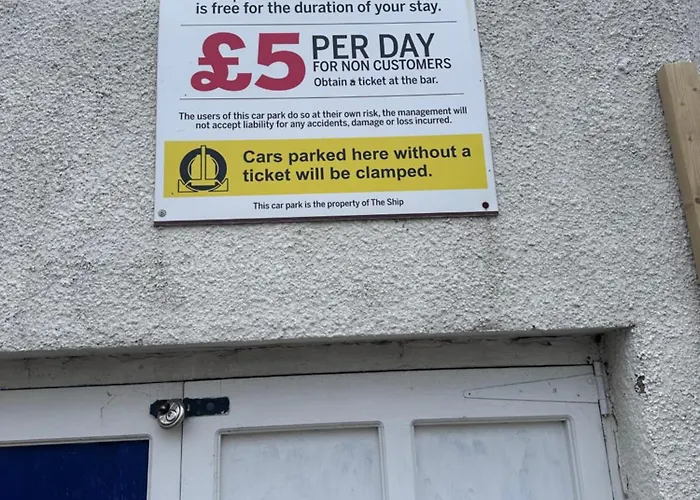 is free for the duration of your stay.
£5 PER DAY
FOR NON CUSTOMERS
Obtain a ticket at the bar.
The users of this car park do so at their own risk, the management will
not accept liability for any accidents, damage or loss incurred.
Cars parked here without a
ticket will be clamped.
This car park is the property of The Ship